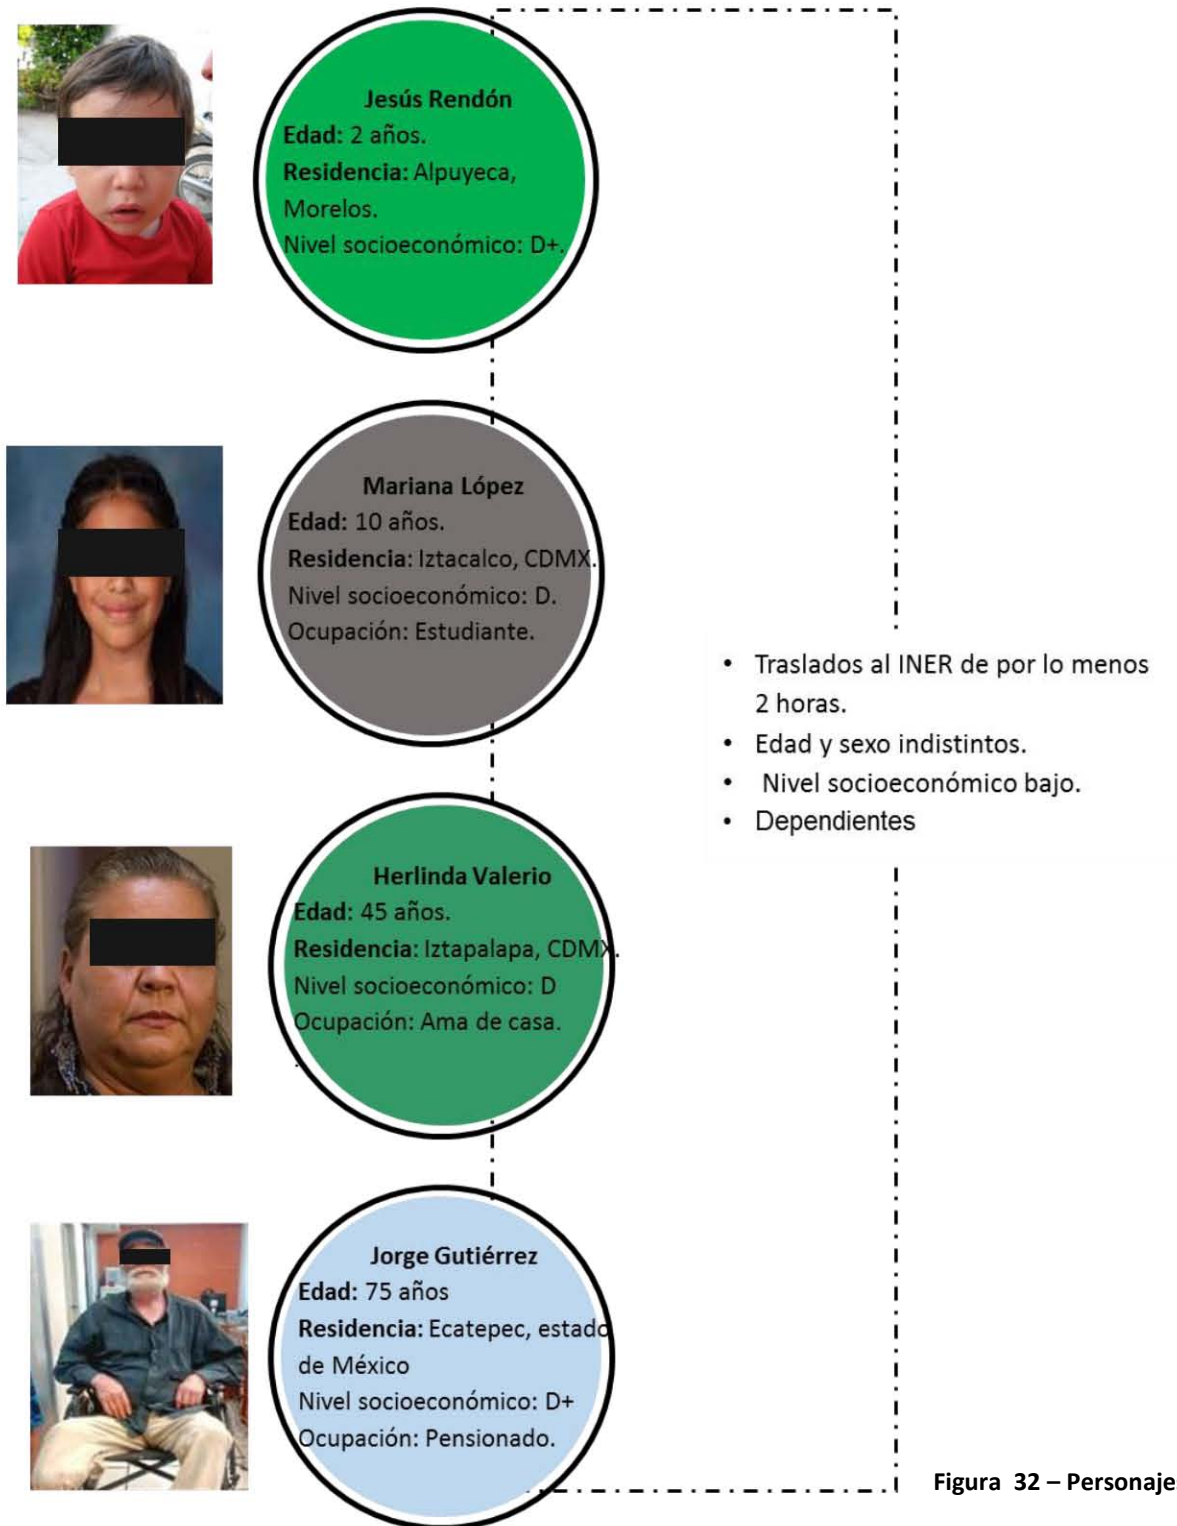 Jesús Rendón
Edad: 2 años.
Residencia: Alpuyeca,
Morelos.
Nivel socioeconómico: D+.
Mariana López
Edad: 10 años.
Residencia: Iztacalco, CDMX.
Nivel socioeconómico: D.
Ocupación: Estudiante.
• Traslados al INER de por lo menos
2 horas.
• Edad y sexo indistintos.
• Nivel socioeconómico bajo.
• Dependientes
Herlinda Valerio
Edad: 45 años.
Residencia: Iztapalapa, CDMX.
Nivel socioeconómico: D
Ocupación: Ama de casa.
.
Jorge Gutiérrez
Edad: 75 años
Residencia: Ecatepec, estado
de México
Nivel socioeconómico: D+
Ocupación: Pensionado.
Figura 32 – Personaje